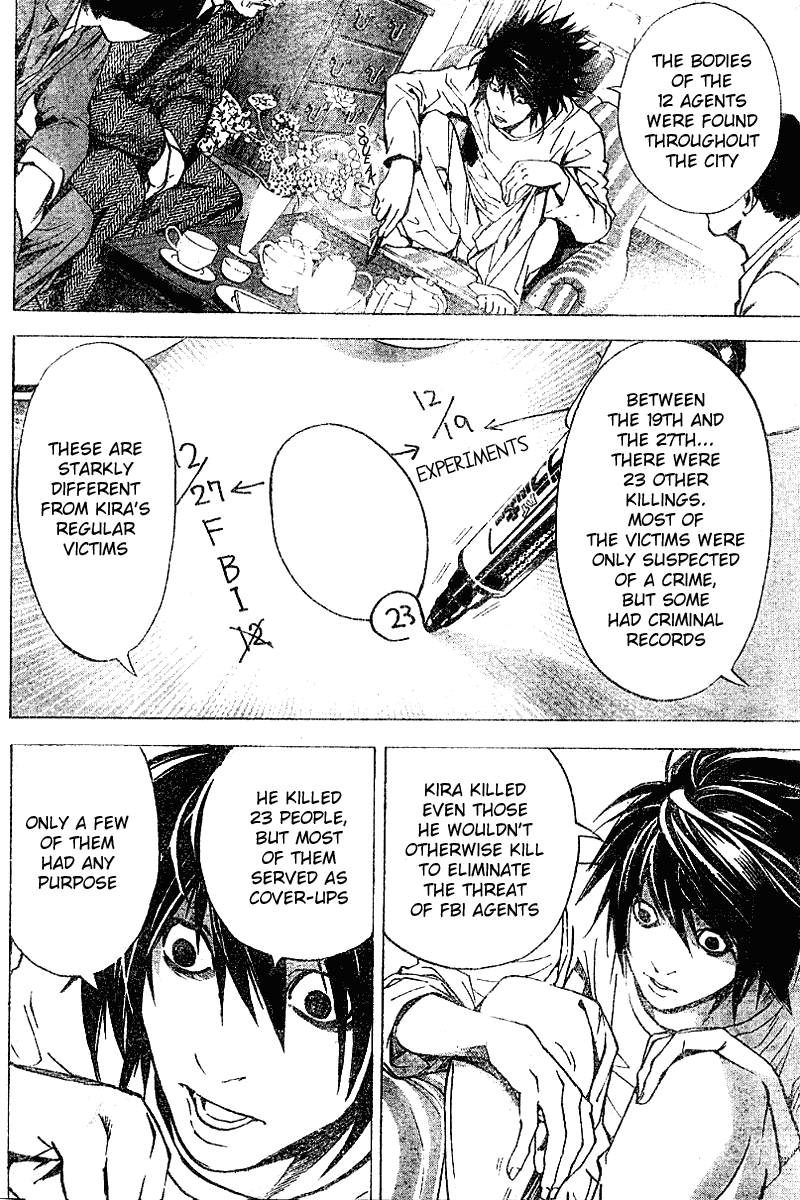 THE BODIES
OF THE
12 AGENTS
WERE FOUND
THROUGHOUT
THE CITY
BETWEEN
THE 19TH AND
THE 27TH...
THERE WERE
23 OTHER
KILLINGS.
MOST OF
THE VICTIMS WERE
ONLY SUSPECTED
OF A CRIME,
BUT SOME
HAD CRIMINAL
RECORDS
12/19
EXPERIMENTS
23
12/27
F
B
I
12
THESE ARE
STARKLY
DIFFERENT
FROM KIRA'S
REGULAR
VICTIMS
KIRA KILLED
EVEN THOSE
HE WOULDN'T
OTHERWISE KILL
TO ELIMINATE
THE THREAT
OF FBI AGENTS
HE KILLED
23 PEOPLE,
BUT MOST
OF THEM
SERVED AS
COVER-UPS
ONLY A FEW
OF THEM
HAD ANY
PURPOSE